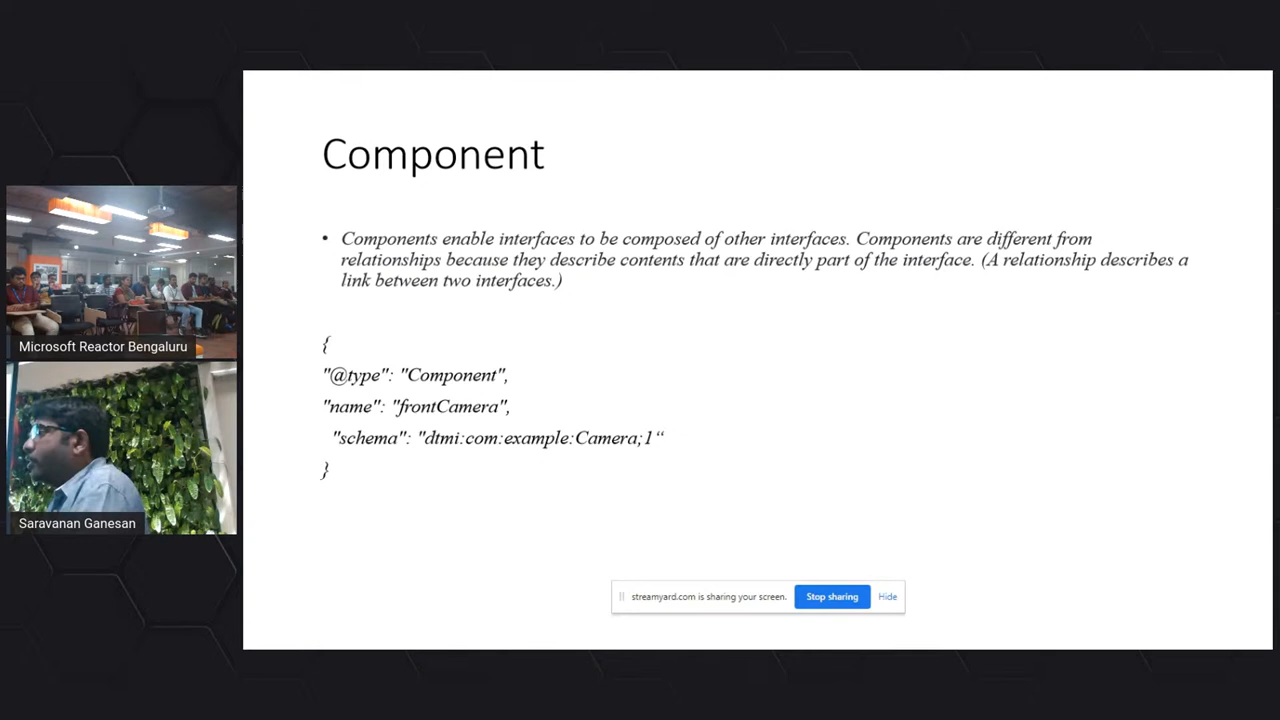 Component
• Components enable interfaces to be composed of other interfaces. Components are different from
relationships because they describe contents that are directly part of the interface. (A relationship describes a
link between two interfaces.)
{
"@type": "Component",
"name": "frontCamera",
"schema": "dtmi:com:example:Camera;1“
}
Microsoft Reactor Bengaluru
Saravanan Ganesan
streamyard.com is sharing your screen.
Stop sharing
Hide